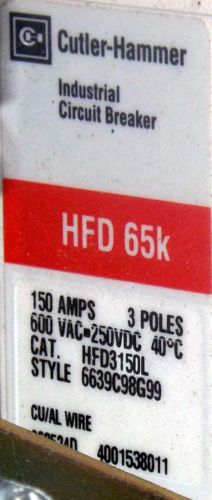 Cutler-Hammer
Industrial
Circuit Breaker
HFD 65k
150 AMPS 3 POLES
600 VAC▪250VDC 40°C
CAT. HFD3150L
STYLE 6639C98G99
CU/AL WIRE
4001538011